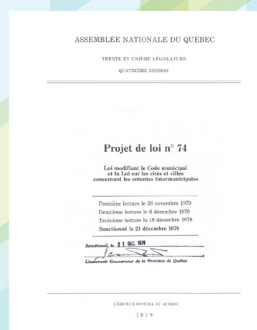 ASSEMBLÉE NATIONALE DU QUÉBEC
TRENTE ET UNIÈME LÉGISLATURE
QUATRIÈME SESSION
Projet de loi n° 74
Loi modifiant le Code municipal
et la Loi sur les cités et villes
concernant les ententes intermunicipales
Première lecture le 28 novembre 1979
Deuxième lecture le 6 décembre 1979
Troisième lecture le 19 décembre 1979
Sanctionné le 21 décembre 1979
Sanctionné, le 21 DEC. 1979
Lieutenant Gouverneur de la Province de Québec
L'ÉDITEUR OFFICIEL DU QUÉBEC
1979